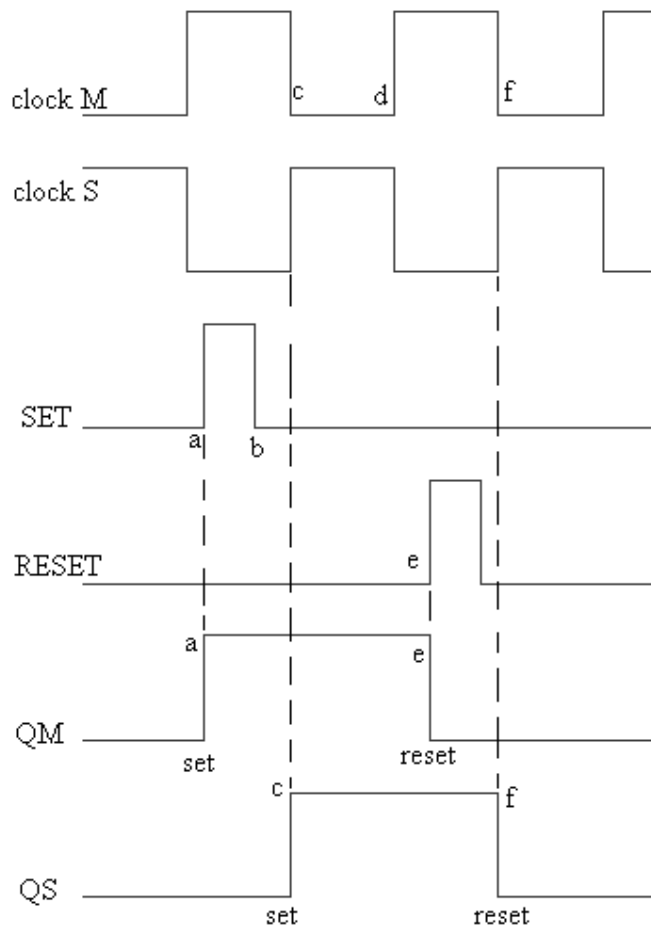 c d f
clock M
clock S
SET
a b
RESET
e
a e
QM
set reset
c f
QS
set reset